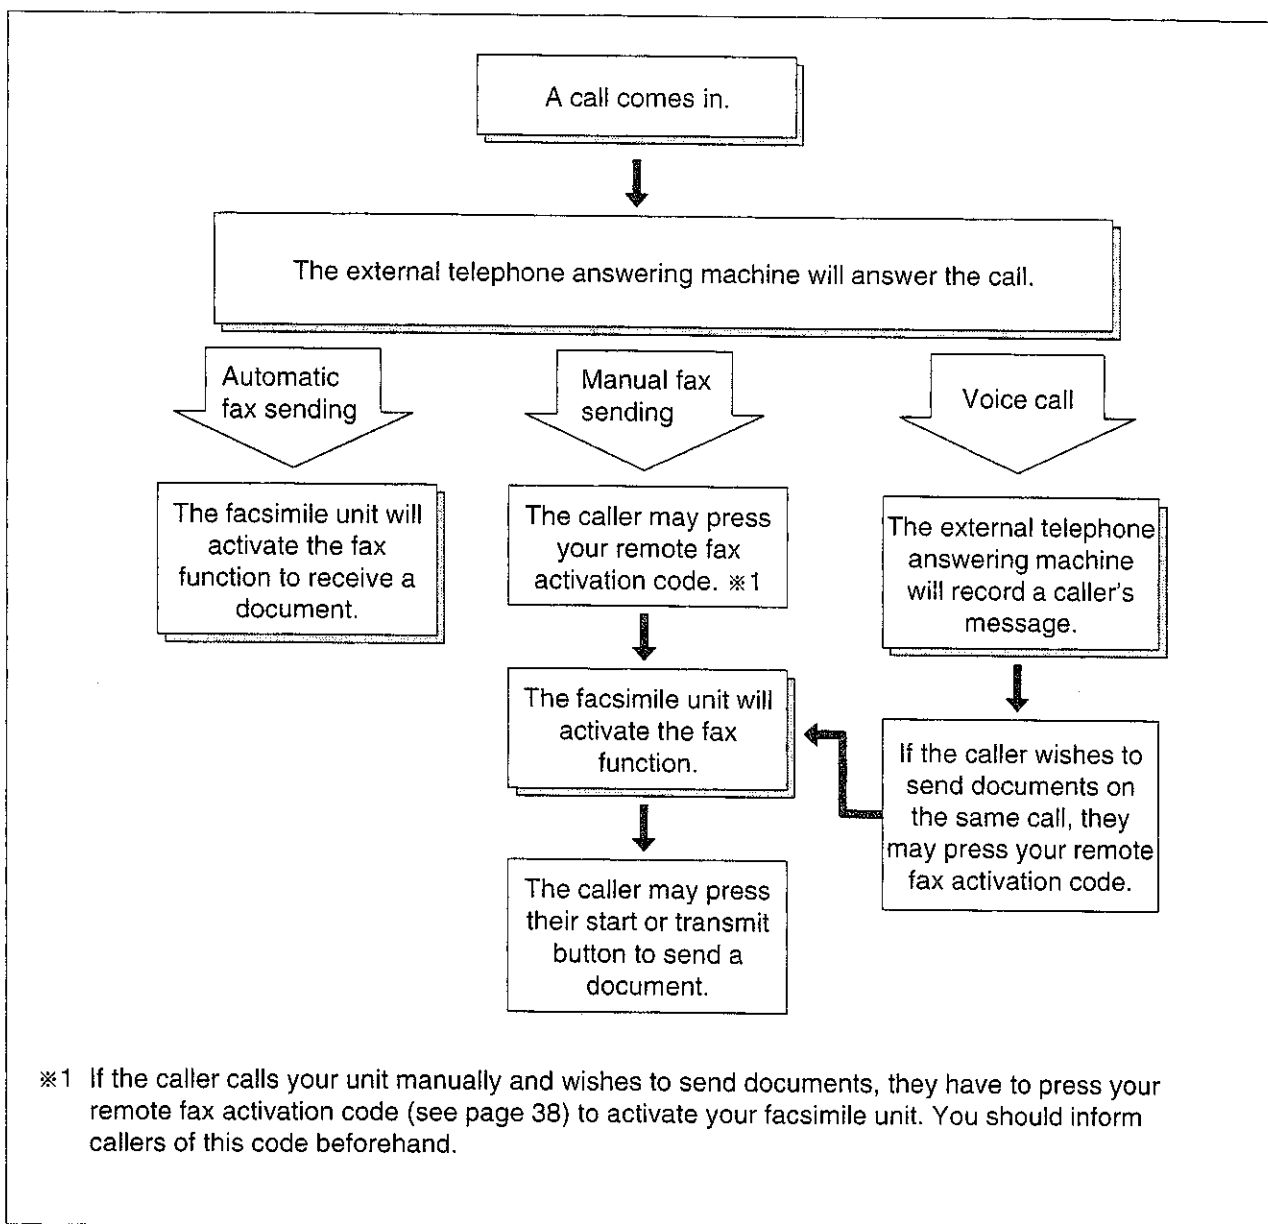 A call comes in.
The external telephone answering machine will answer the call.
Automatic
fax sending
The facsimile unit will
activate the fax
function to receive a
document.
Manual fax
sending
The caller may press
your remote fax
activation code. ※1
The facsimile unit will
activate the fax
function.
The caller may press
their start or transmit
button to send a
document.
Voice call
The external telephone
answering machine
will record a caller's
message.
If the caller wishes to
send documents on
the same call, they
may press your remote
fax activation code.
※1 If the caller calls your unit manually and wishes to send documents, they have to press your
remote fax activation code (see page 38) to activate your facsimile unit. You should inform
callers of this code beforehand.